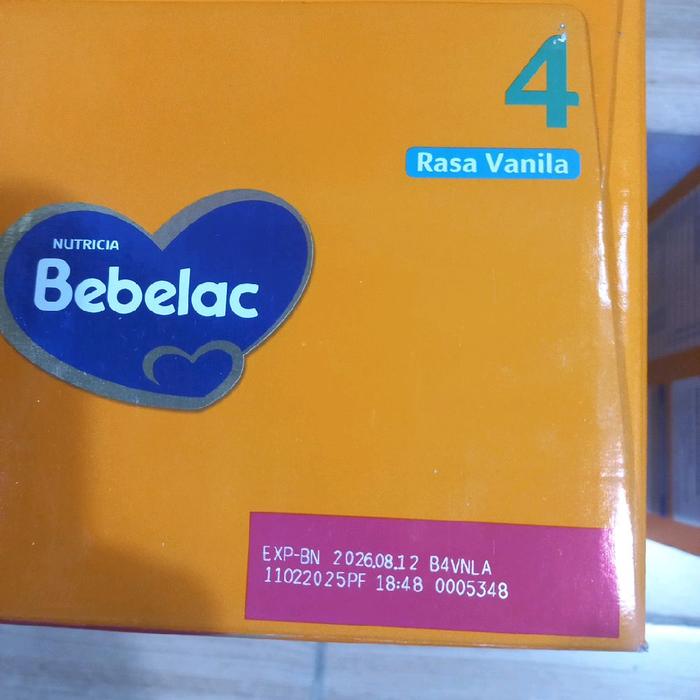 4
Rasa Vanila
NUTRICIA
Bebelac
EXP-BN 2026.08.12 B4VNLA
11022025PF 18:48 0005348